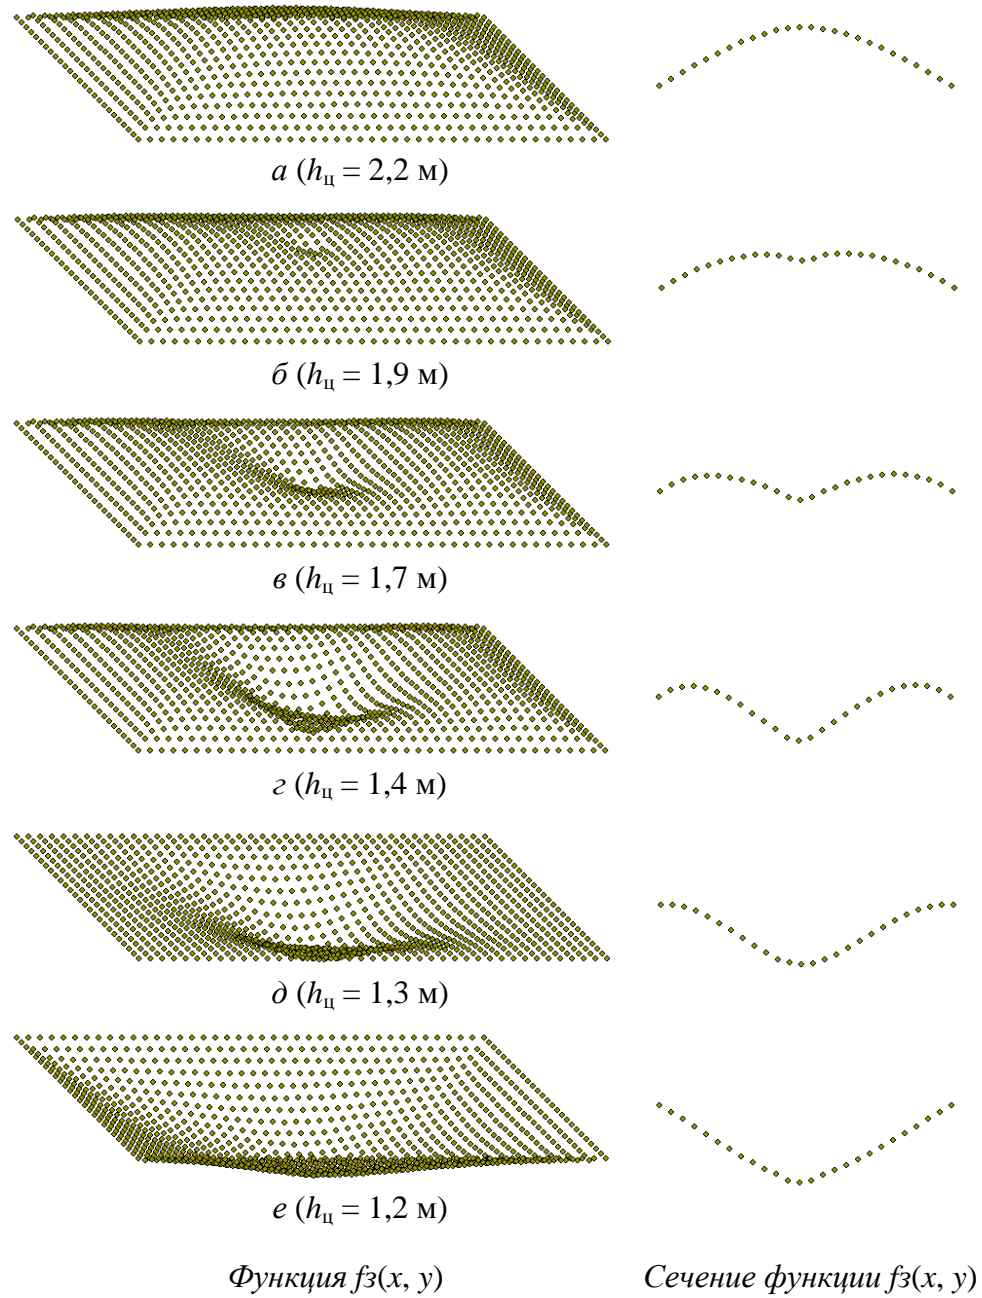 а (hц = 2,2 м)
б (hц = 1,9 м)
в (hц = 1,7 м)
г (hц = 1,4 м)
д (hц = 1,3 м)
е (hц = 1,2 м)
Функция fз(x, y) Сечение функции fз(x, y)